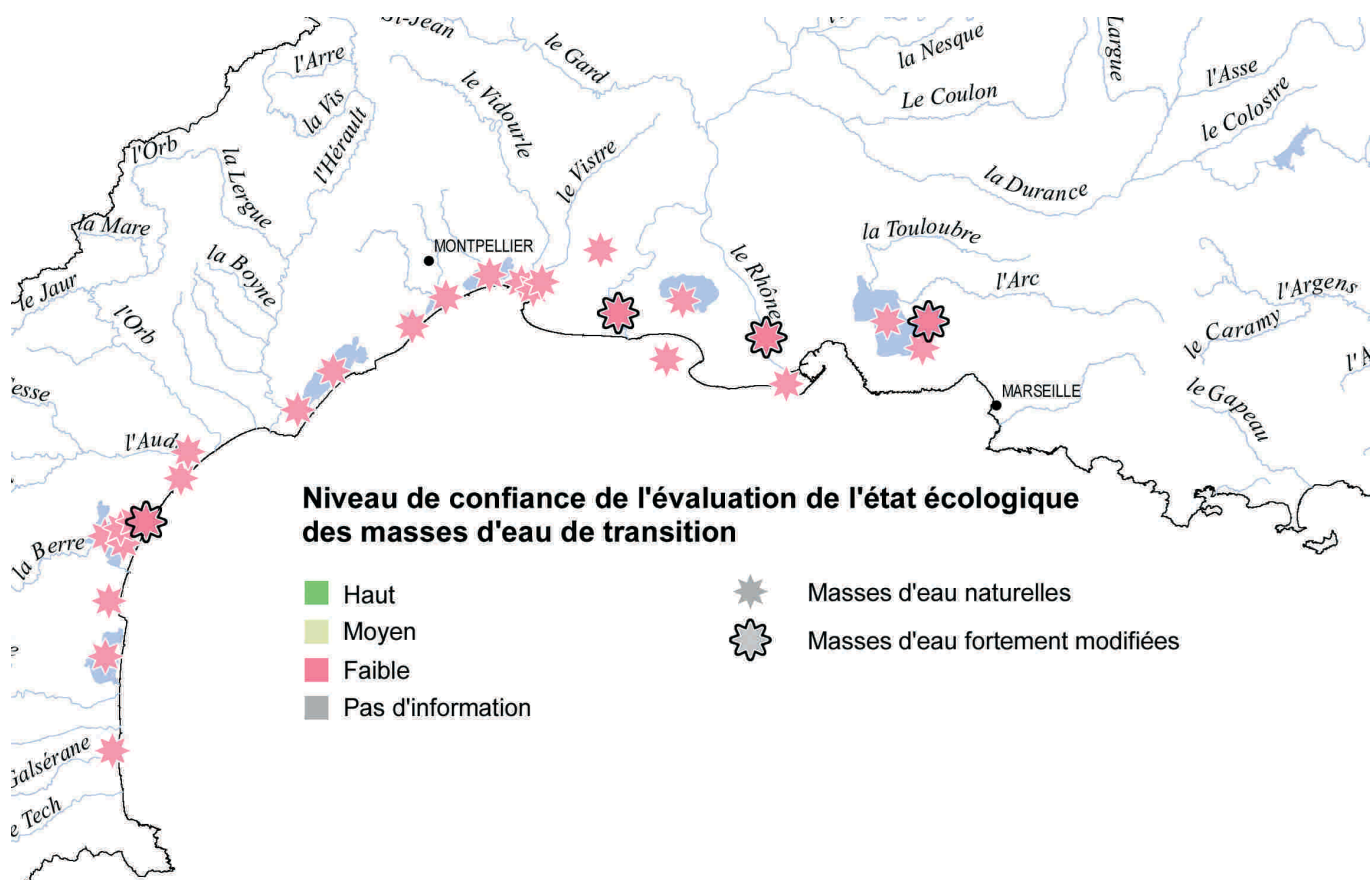 St-Jean
le Gard
la Nesque
Largue
l'Asse
l'Arre
la Vis
le Vidourle
Le Coulon
le Colostre
l'Orb
la Lergue
l'Hérault
le Vistre
la Durance
la Mare
la Boyne
MONTPELLIER
la Touloubre
le Rhône
l'Arc
l'Argens
le Jaur
l'Orb
le Caramy
MARSEILLE
le Gapeau
l'Aud
la Berre
Niveau de confiance de l'évaluation de l'état écologique
des masses d'eau de transition
Haut
Moyen
Faible
Pas d'information
Masses d'eau naturelles
Masses d'eau fortement modifiées
Galsérane
Tech